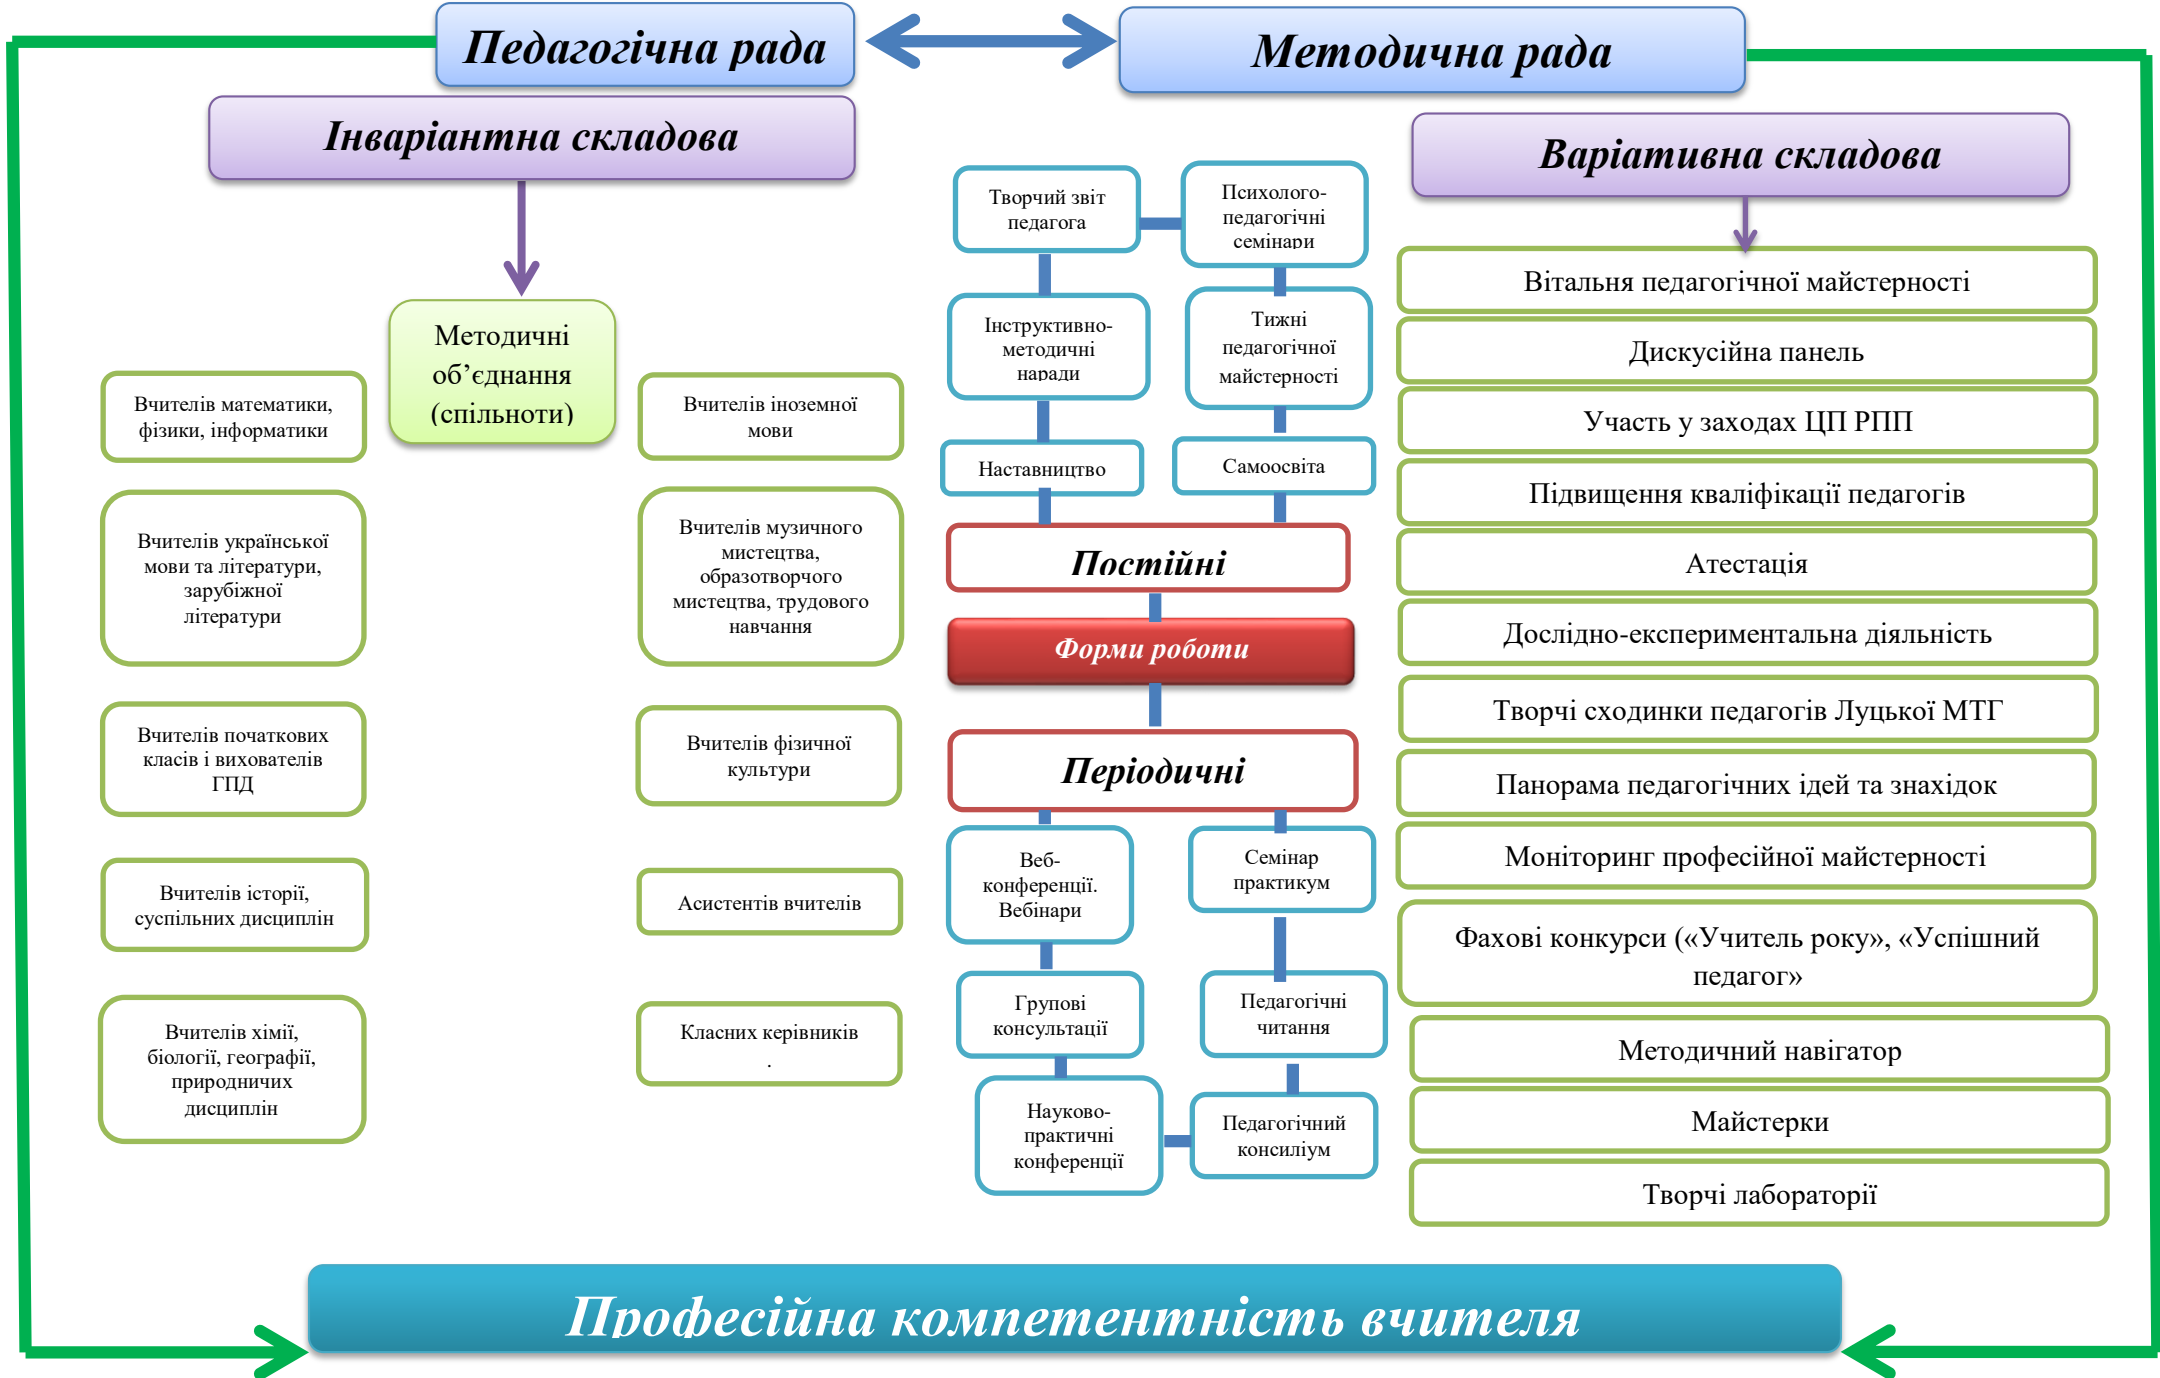 Педагогічна рада
Методична рада
Інваріантна складова
Методичні
об’єднання
(спільноти)
Вчителів математики,
фізики, інформатики
Вчителів української
мови та літератури,
зарубіжної
літератури
Вчителів початкових
класів і вихователів
ГПД
Вчителів історії,
суспільних дисциплін
Вчителів хімії,
біології, географії,
природничих
дисциплін
Вчителів іноземної
мови
Вчителів музичного
мистецтва,
образотворчого
мистецтва, трудового
навчання
Вчителів фізичної
культури
Асистентів вчителів
Класних керівників
.
Творчий звіт
педагога
Психолого-
педагогічні
семінари
Інструктивно-
методичні
наради
Тижні
педагогічної
майстерності
Наставництво
Самоосвіта
Постійні
Форми роботи
Періодичні
Веб-
конференції.
Вебінари
Семінар
практикум
Групові
консультації
Педагогічні
читання
Науково-
практичні
конференції
Педагогічний
консиліум
Варіативна складова
Вітальня педагогічної майстерності
Дискусійна панель
Участь у заходах ЦП РПП
Підвищення кваліфікації педагогів
Атестація
Дослідно-експериментальна діяльність
Творчі сходинки педагогів Луцької МТГ
Панорама педагогічних ідей та знахідок
Моніторинг професійної майстерності
Фахові конкурси («Учитель року», «Успішний
педагог»
Методичний навігатор
Майстерки
Творчі лабораторії
Професійна компетентність вчителя